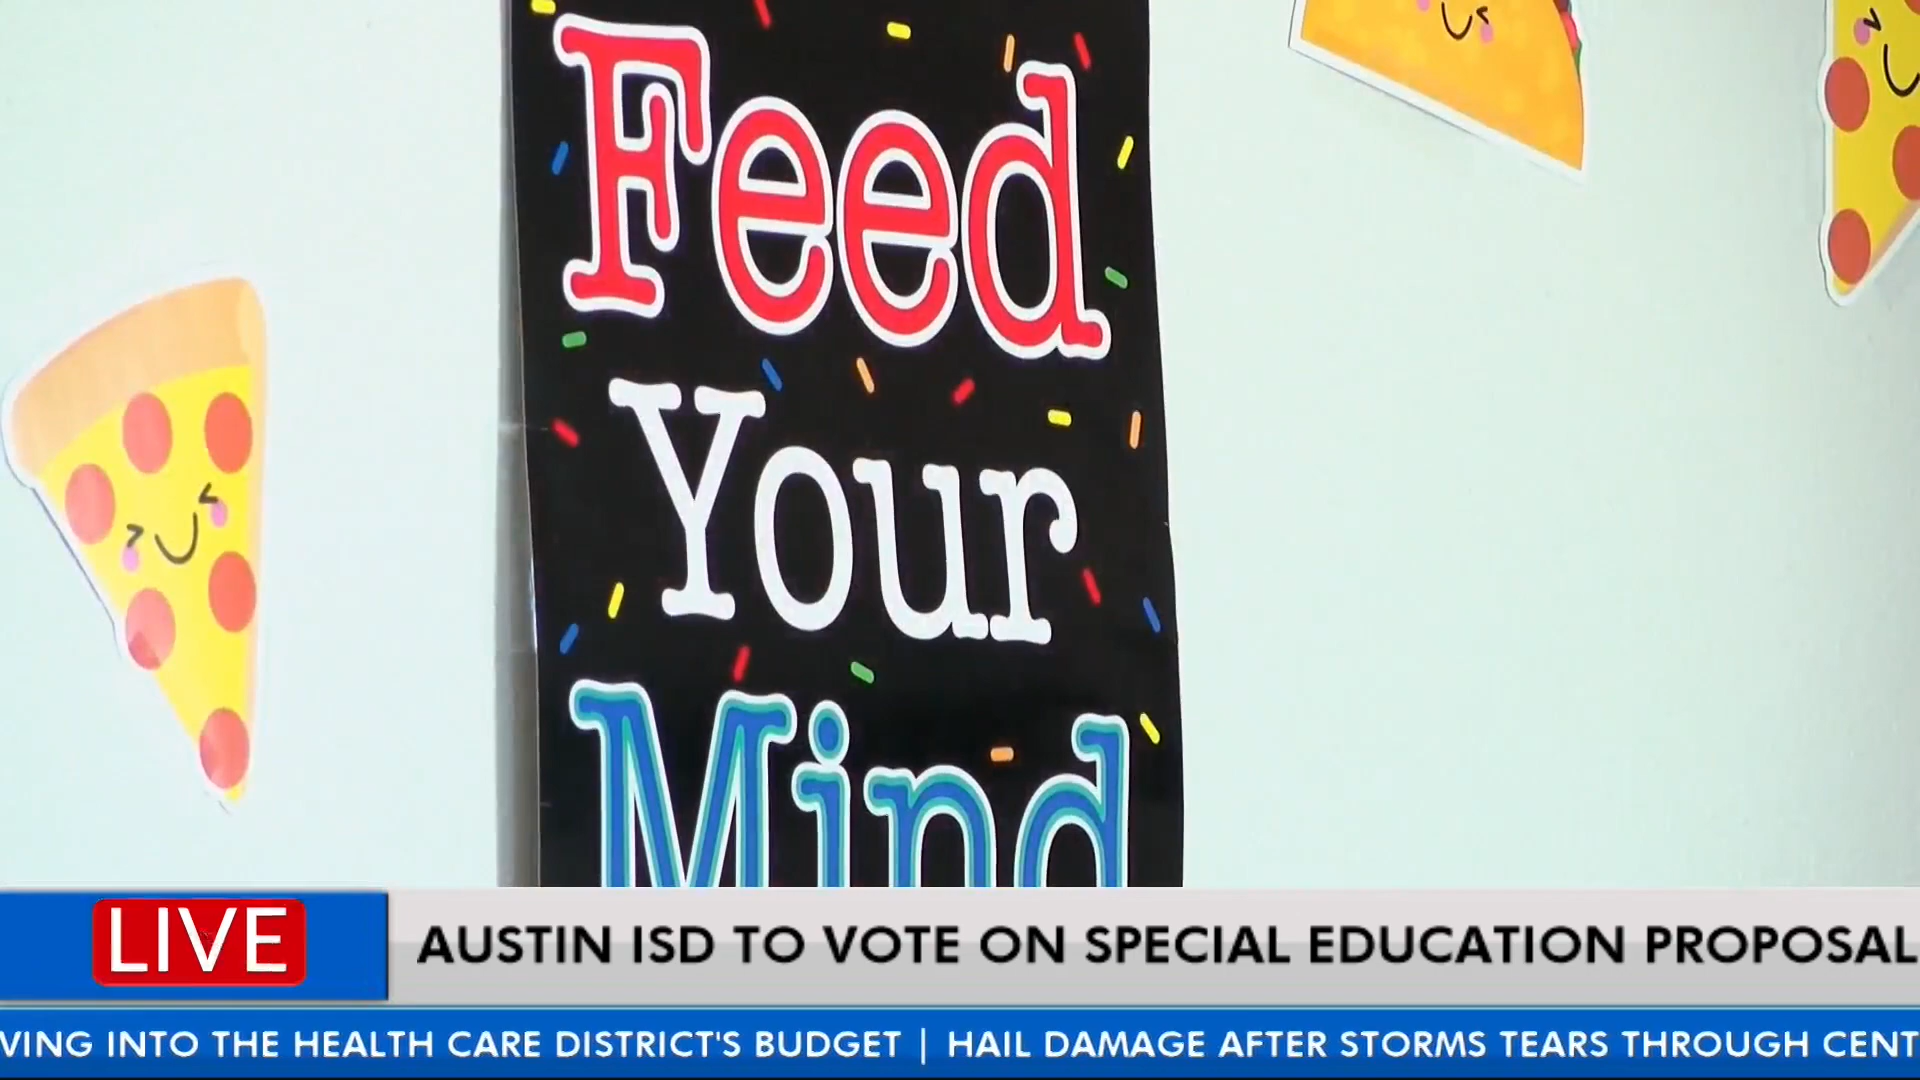 Feed
Your
Mind
LIVE
AUSTIN ISD TO VOTE ON SPECIAL EDUCATION PROPOSAL
VING INTO THE HEALTH CARE DISTRICT'S BUDGET | HAIL DAMAGE AFTER STORMS TEARS THROUGH CENT